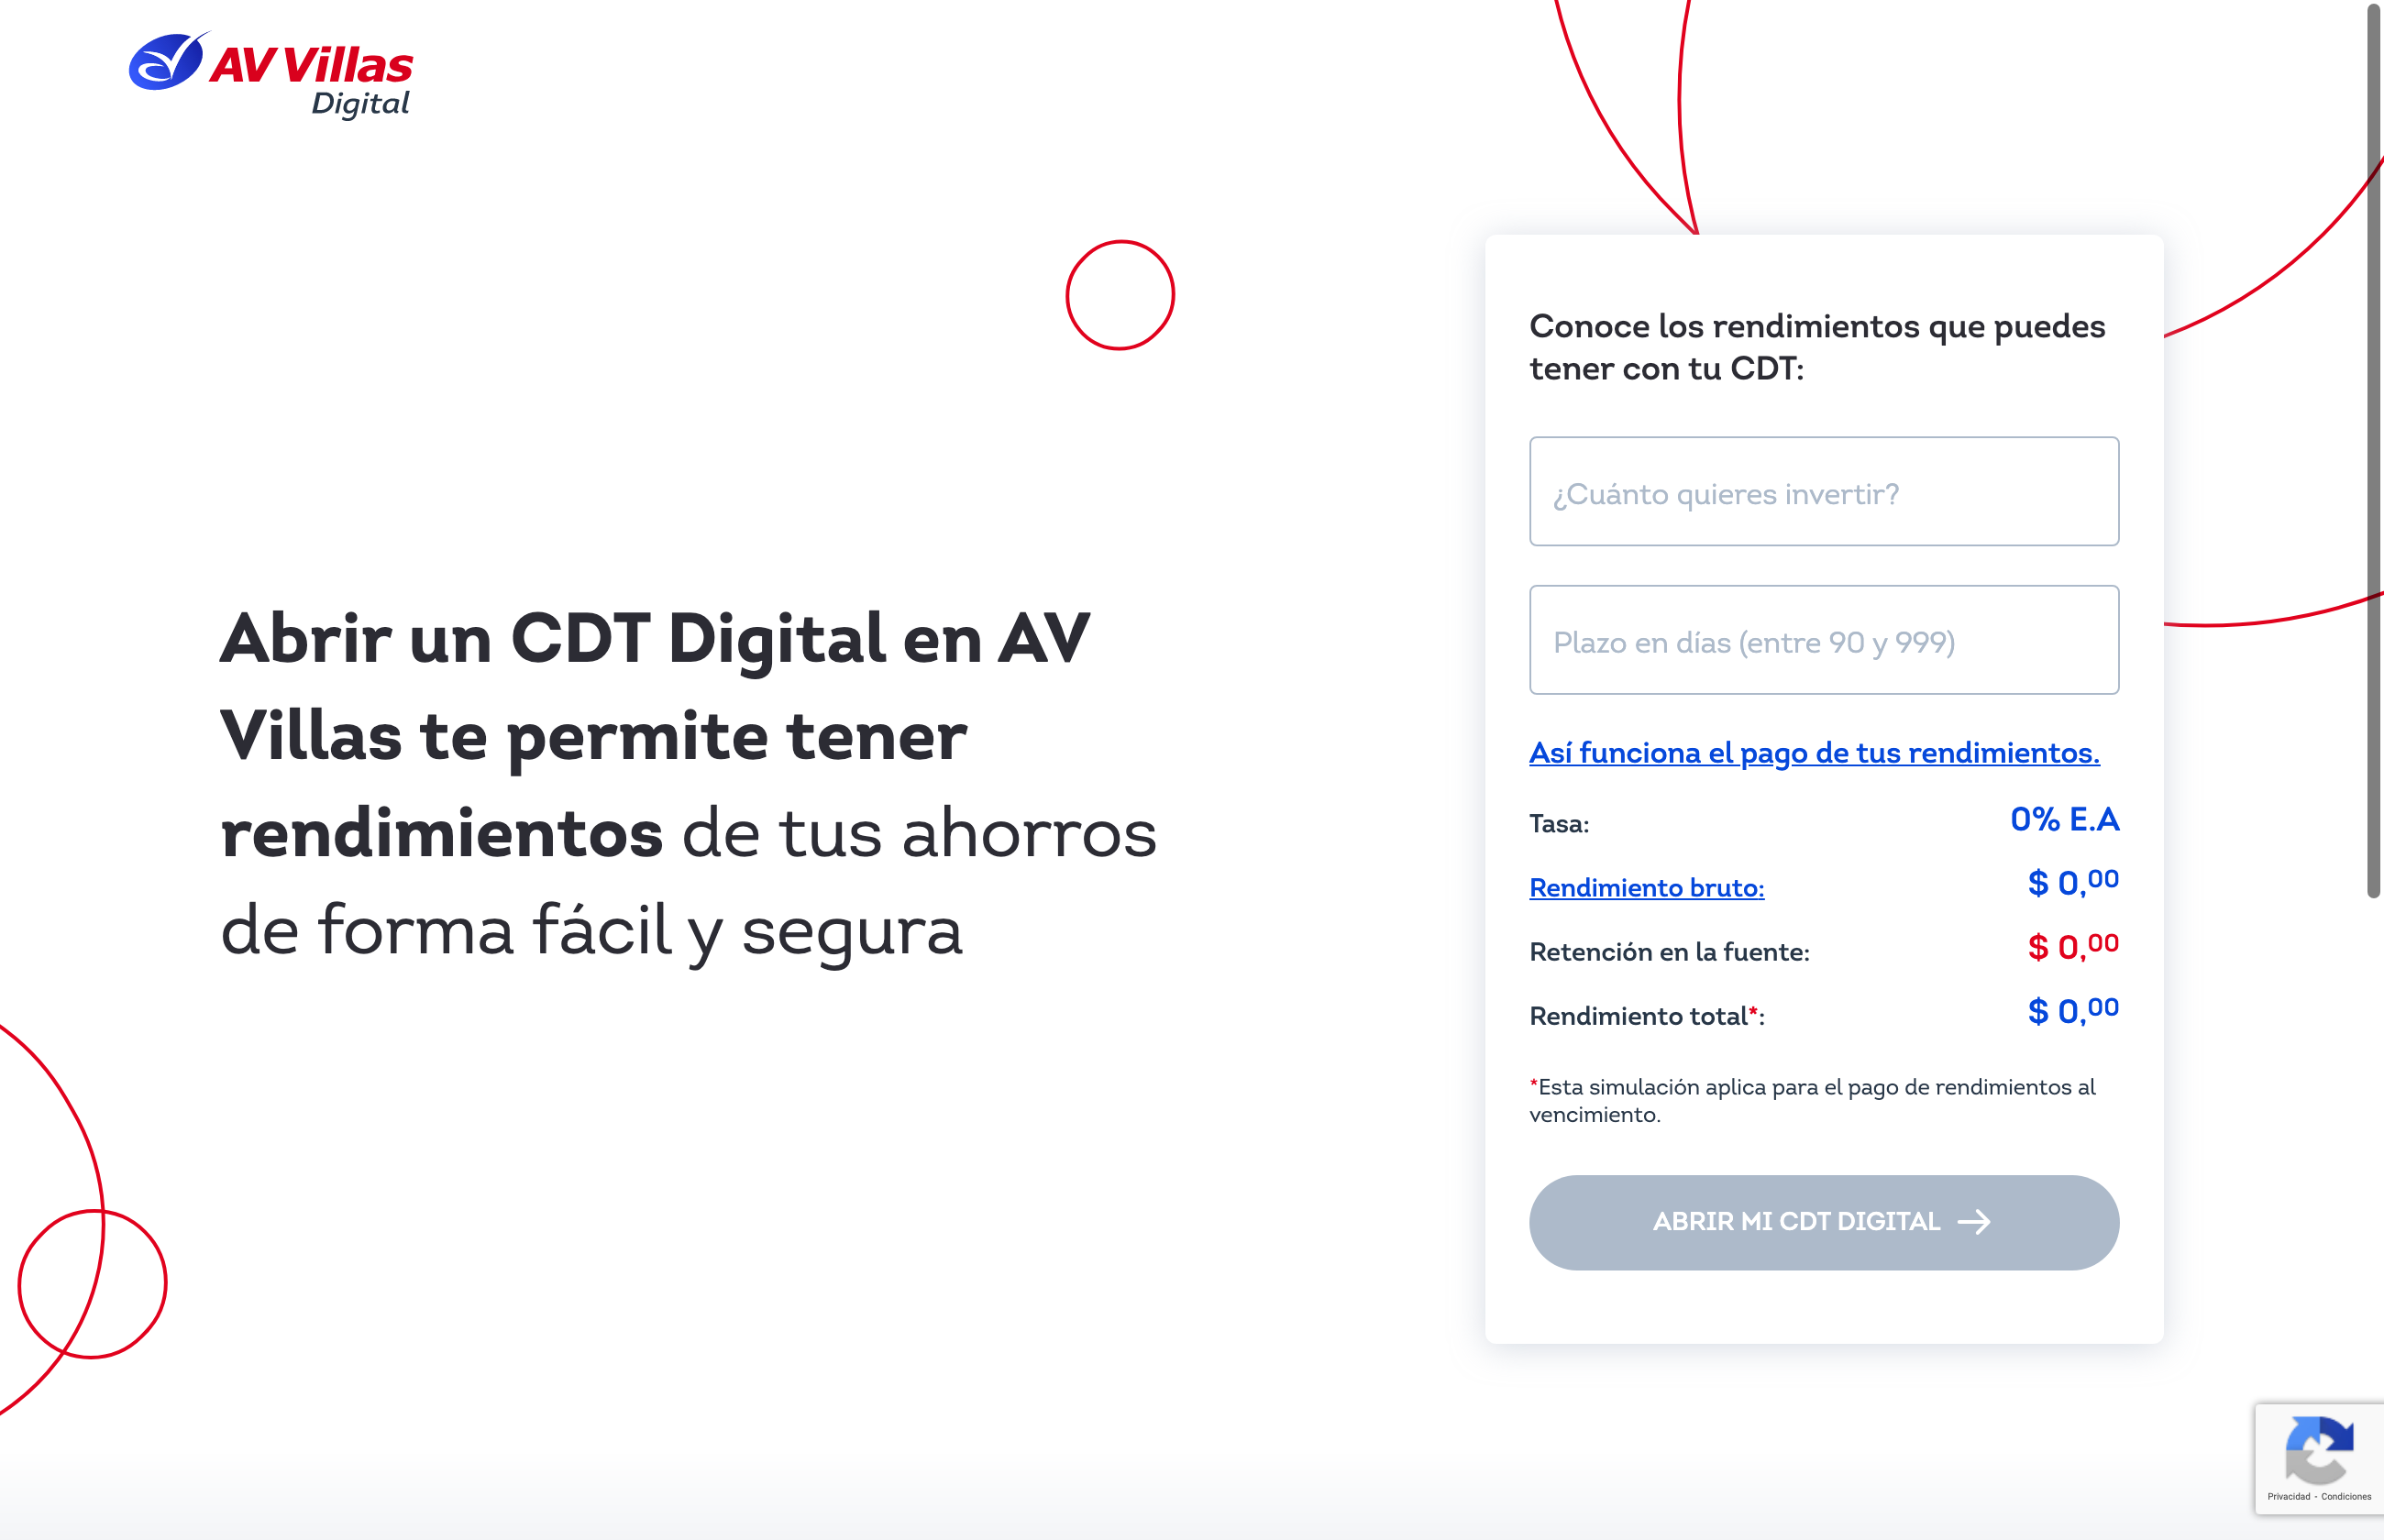 AV Villas
Digital
Abrir un CDT Digital en AV
Villas te permite tener
rendimientos de tus ahorros
de forma fácil y segura
Conoce los rendimientos que puedes
tener con tu CDT:
¿Cuánto quieres invertir?
Plazo en días (entre 90 y 999)
Así funciona el pago de tus rendimientos.
Tasa: 0% E.A
Rendimiento bruto: $ 0,00
Retención en la fuente: $ 0,00
Rendimiento total*: $ 0,00
*Esta simulación aplica para el pago de rendimientos al
vencimiento.
ABRIR MI CDT DIGITAL →
Privacidad - Condiciones